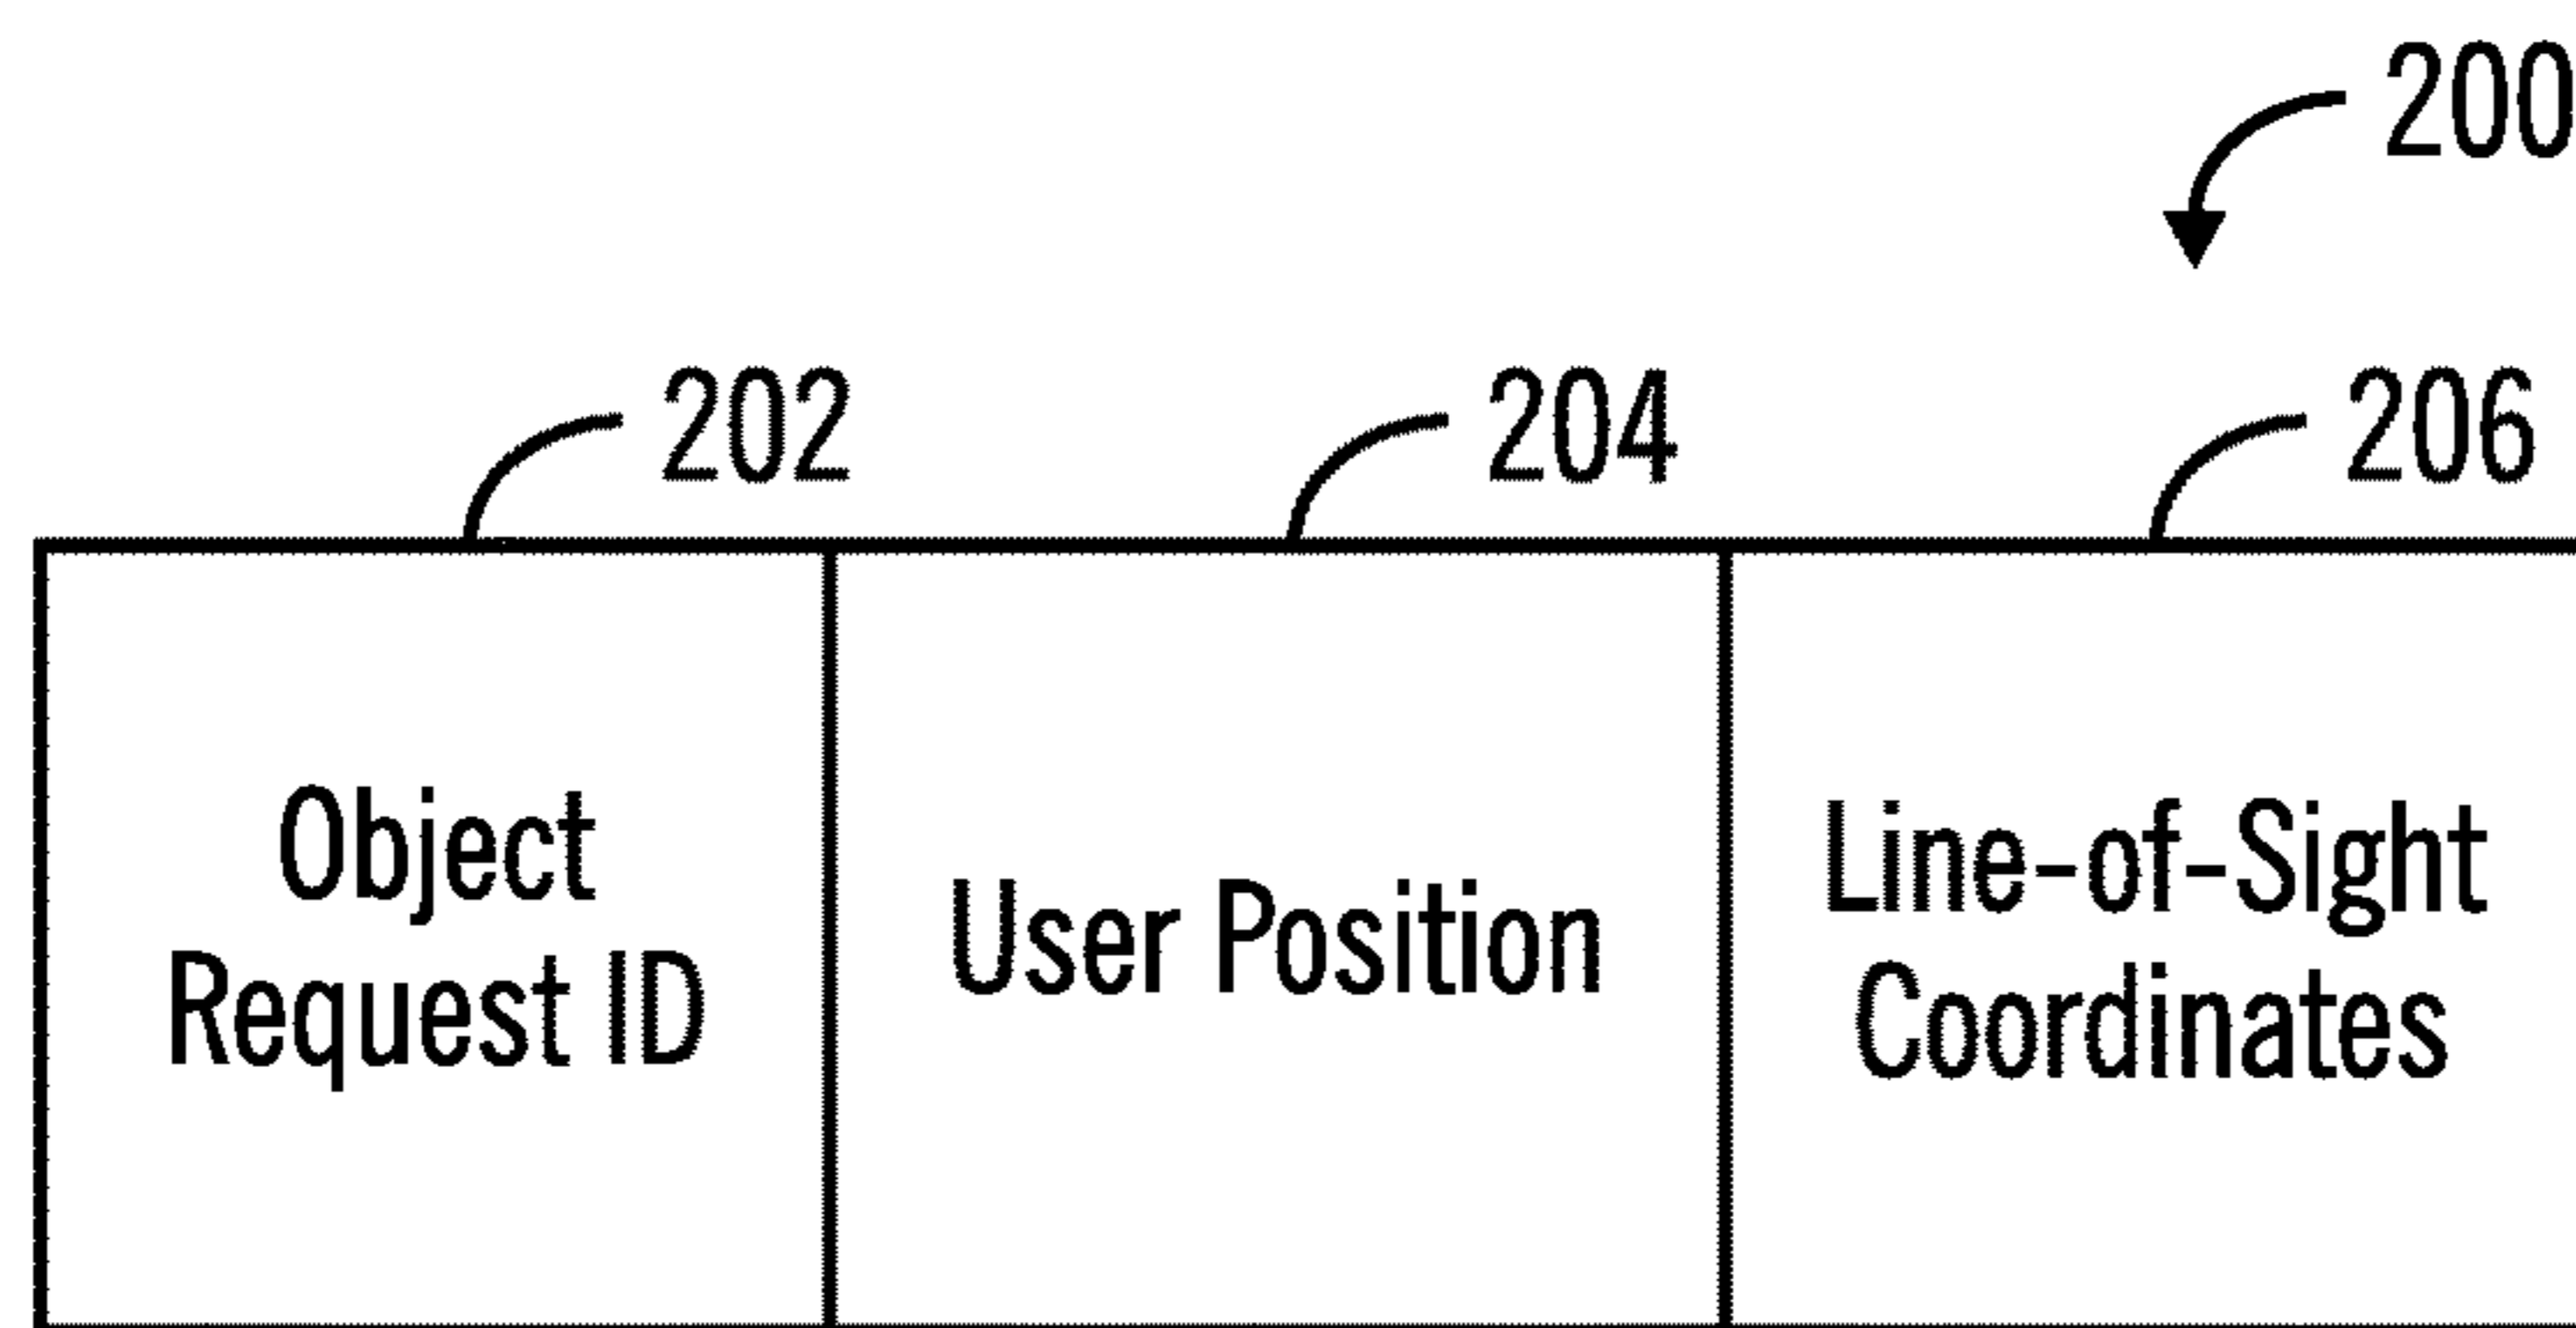 200
202
204
206
Object
Request ID
User Position
Line-of-Sight
Coordinates